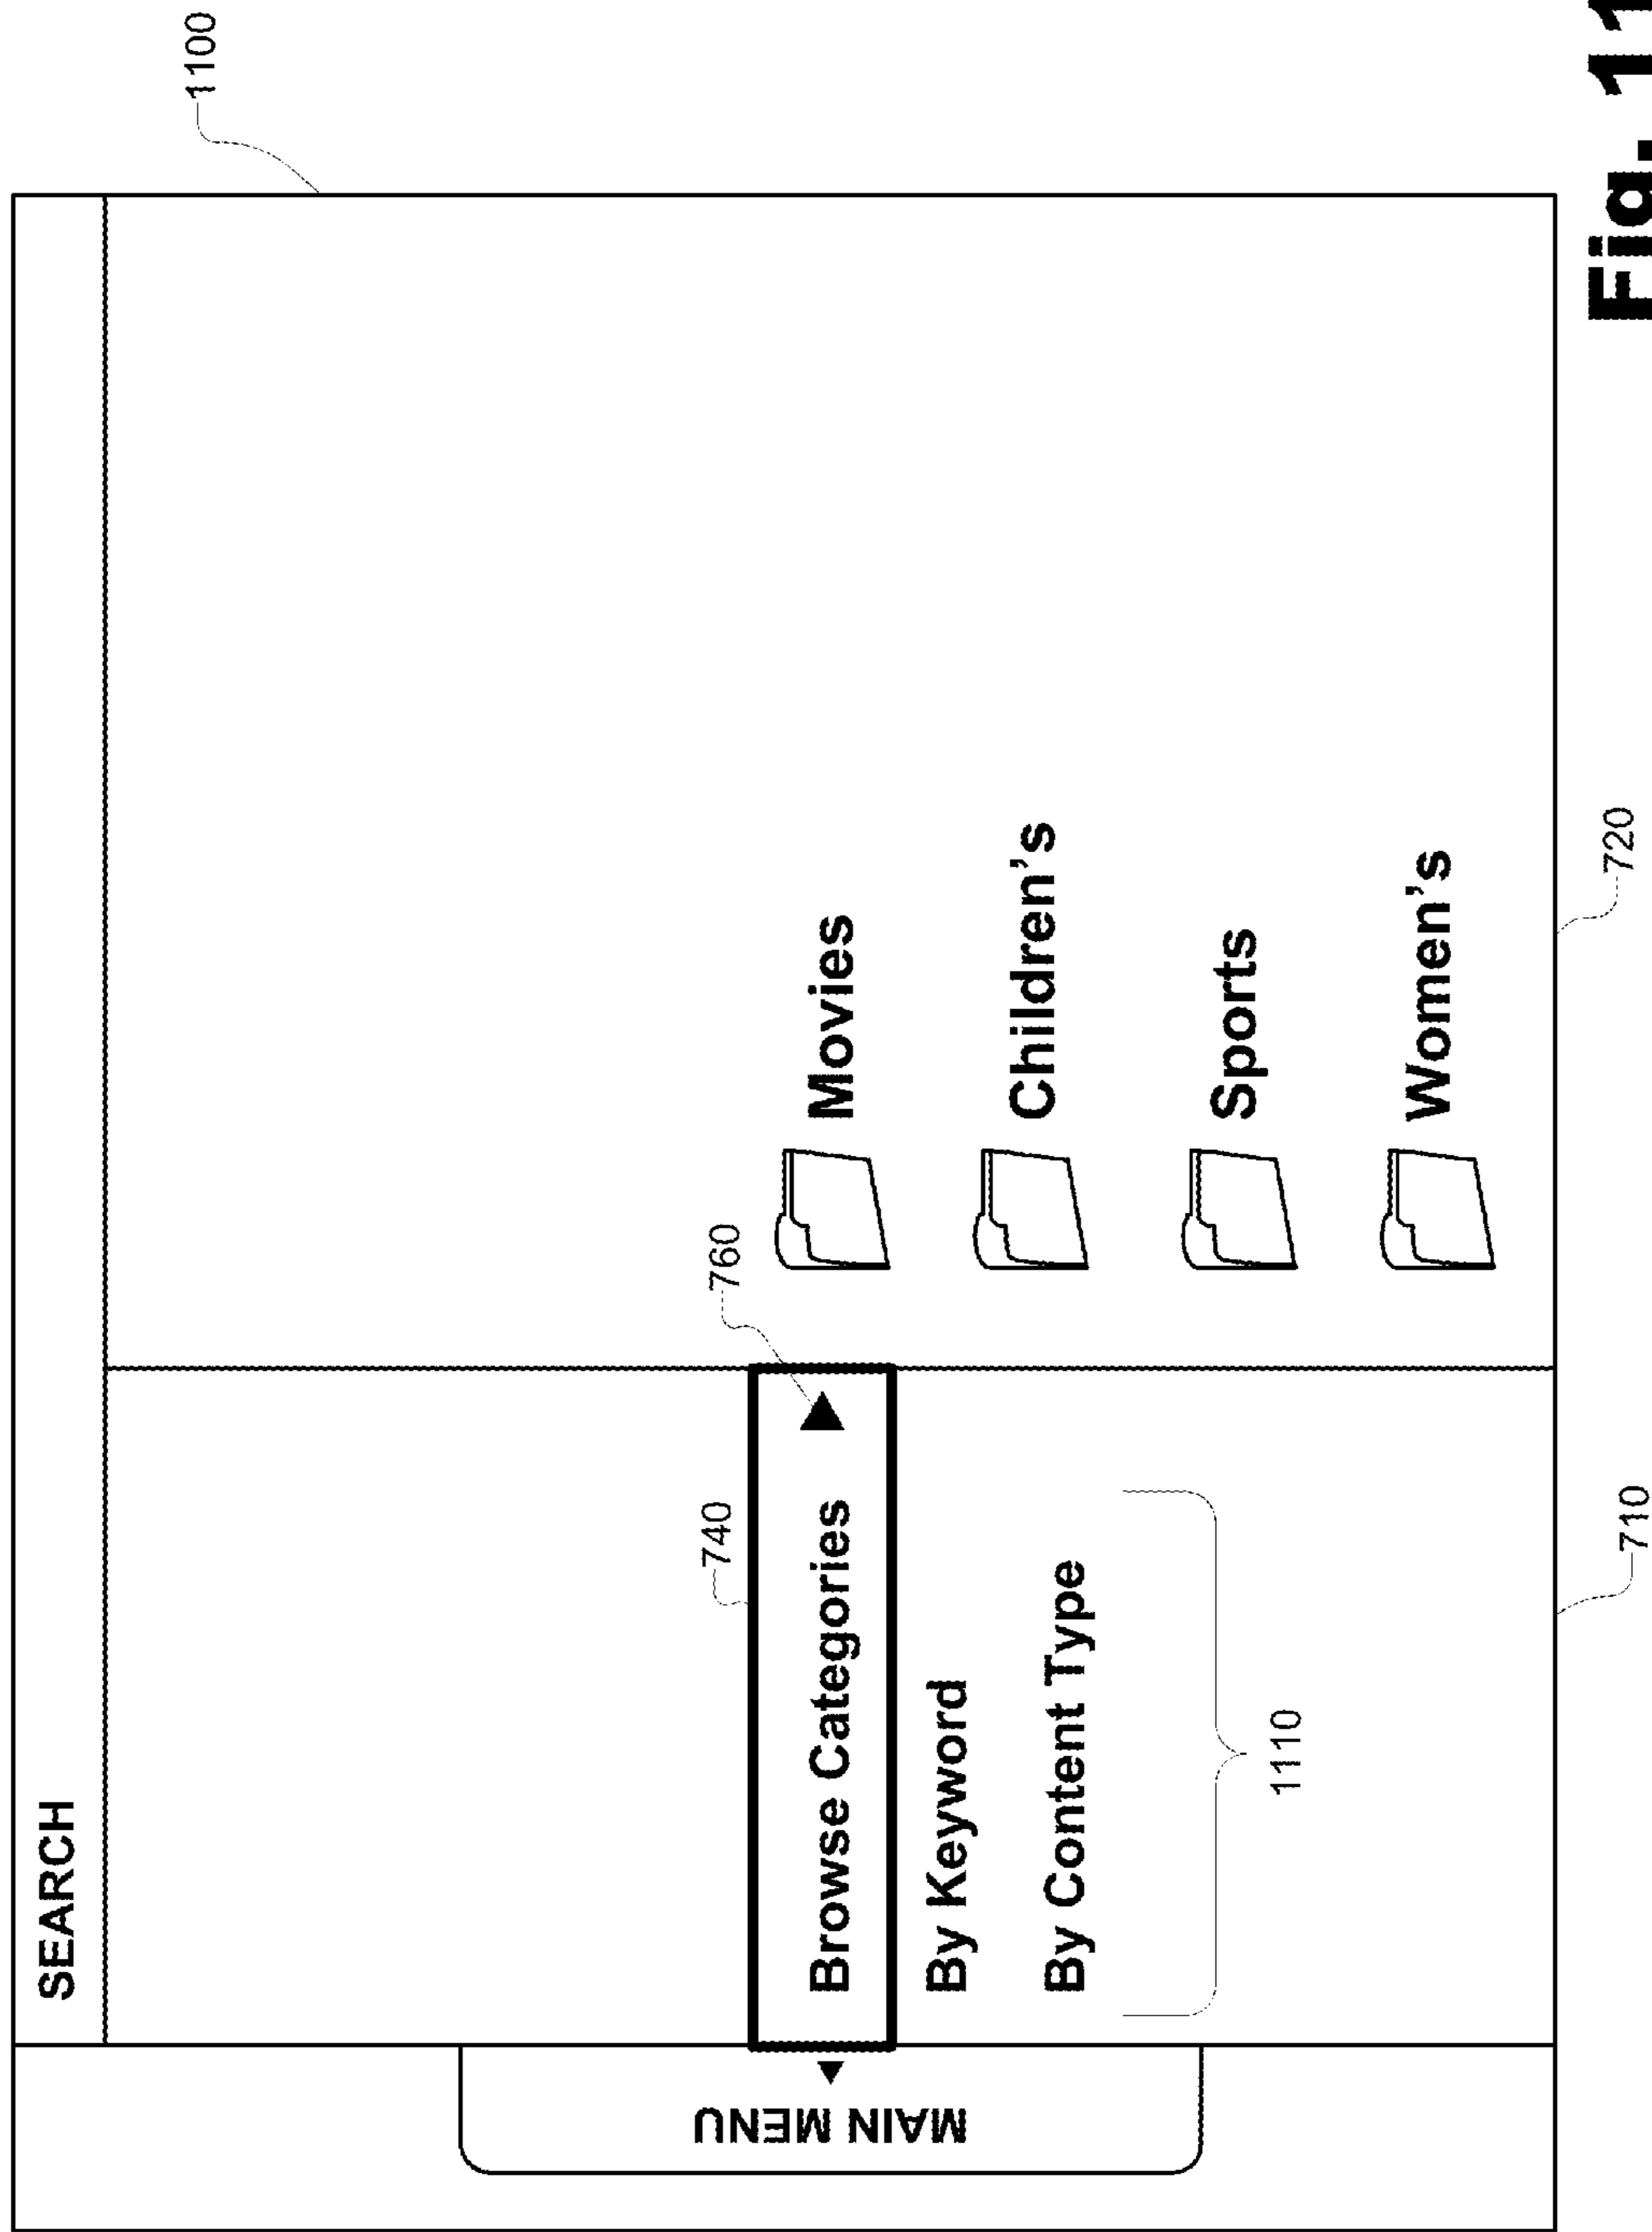 1100
SEARCH
MAIN MENU
740
760
Browse Categories
By Keyword
By Content Type
1110
Movies
Children's
Sports
Women's
710
720
Fig. 11